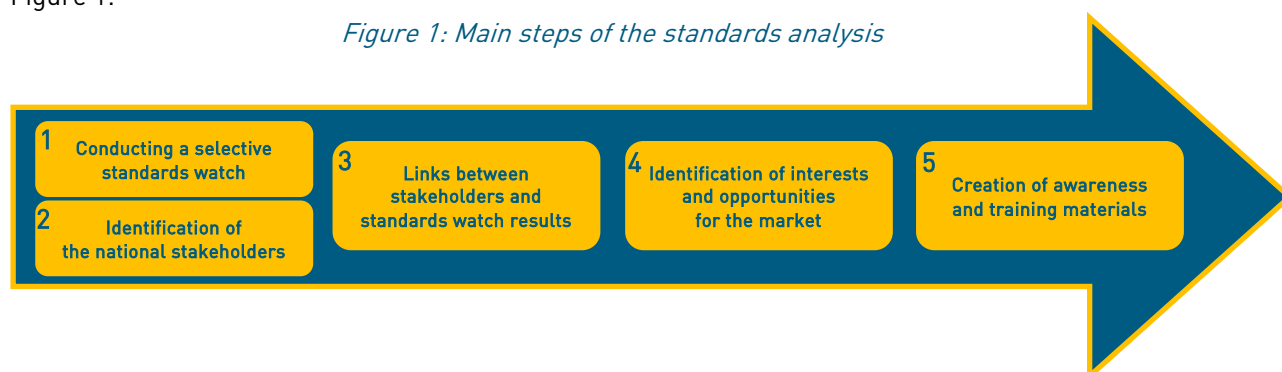 Figure 1.
Figure 1: Main steps of the standards analysis
1
Conducting a selective
standards watch
2
Identification of
the national stakeholders
3
Links between
stakeholders and
standards watch results
4
Identification of interests
and opportunities
for the market
5
Creation of awareness
and training materials